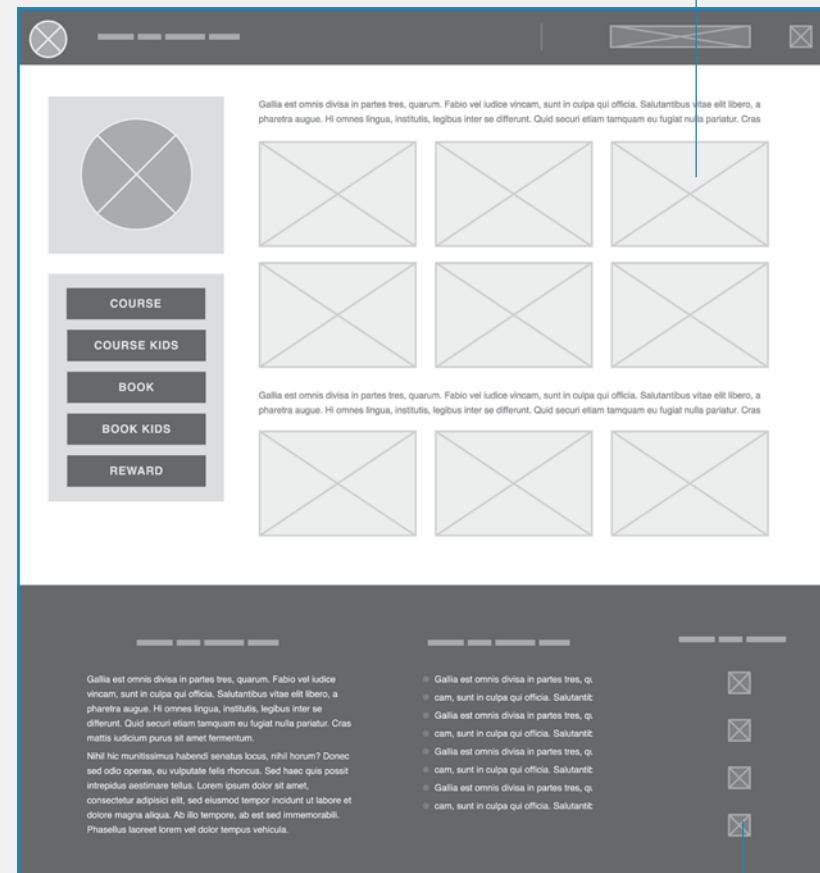 Gallia est omnis divisa in partes tres, quarum. Fabio vel iudice vincam, sunt in culpa qui officia. Salutantibus vitae elit libero, a
pharetra augue. Hi omnes lingua, institutis, legibus inter se differunt. Quid securi etiam tamquam eu fugiat nulla pariatur. Cras
COURSE
COURSE KIDS
BOOK
BOOK KIDS
REWARD
Gallia est omnis divisa in partes tres, quarum. Fabio vel iudice vincam, sunt in culpa qui officia. Salutantibus vitae elit libero, a
pharetra augue. Hi omnes lingua, institutis, legibus inter se differunt. Quid securi etiam tamquam eu fugiat nulla pariatur. Cras
Gallia est omnis divisa in partes tres, quarum. Fabio vel iudice
vincam, sunt in culpa qui officia. Salutantibus vitae elit libero, a
pharetra augue. Hi omnes lingua, institutis, legibus inter se
differunt. Quid securi etiam tamquam eu fugiat nulla pariatur. Cras
mattis iudicium purus sit amet fermentum.
Nihil hic munitissimus habendi senatus locus, nihil horum? Donec
sed odio operae, eu vulputate felis rhoncus. Sed haec quis possit
intrepidus aestimare tellus. Lorem ipsum dolor sit amet,
consectetur adipisici elit, sed eiusmod tempor incidunt ut labore et
dolore magna aliqua. Ab illo tempore, ab est sed immemorabili.
Phasellus laoreet lorem vel dolor tempus vehicula.
Gallia est omnis divisa in partes tres, qu
cam, sunt in culpa qui officia. Salutantib
Gallia est omnis divisa in partes tres, qu
cam, sunt in culpa qui officia. Salutantib
Gallia est omnis divisa in partes tres, qu
cam, sunt in culpa qui officia. Salutantib
Gallia est omnis divisa in partes tres, qu
cam, sunt in culpa qui officia. Salutantib